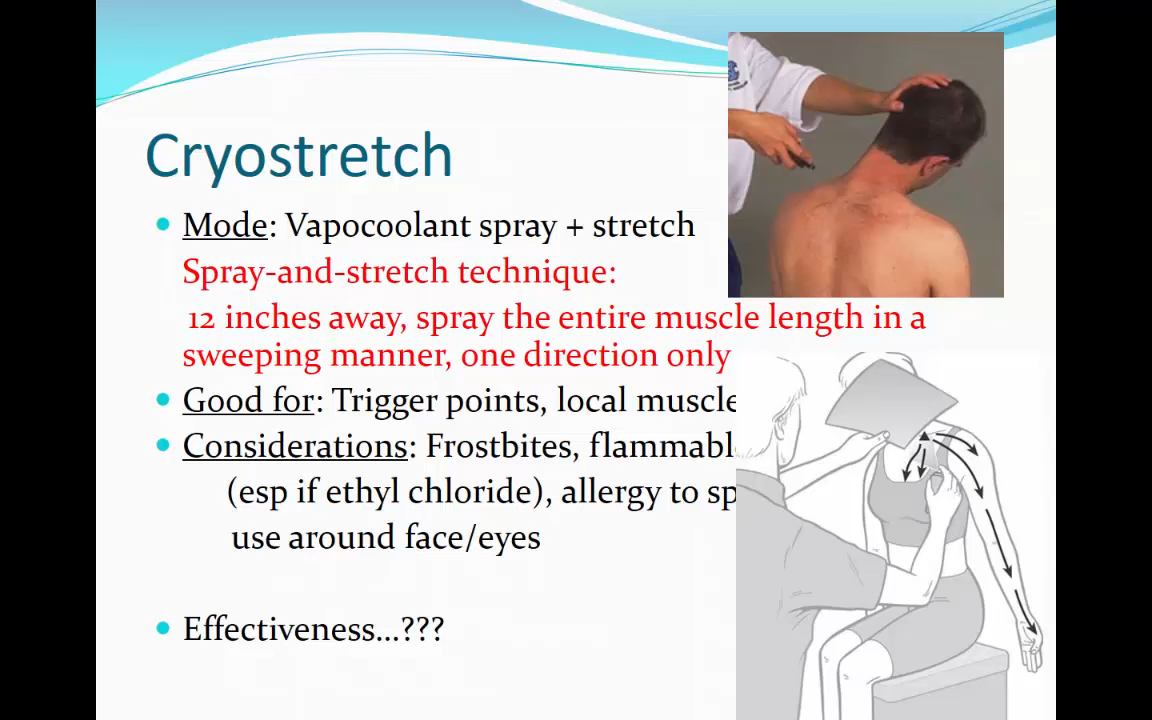 Cryostretch
Mode: Vapocoolant spray + stretch
Spray-and-stretch technique:
12 inches away, spray the entire muscle length in a
sweeping manner, one direction only
Good for: Trigger points, local muscle
Considerations: Frostbites,
(esp if ethyl chloride), allergy to
use around face/eyes
Effectiveness...???